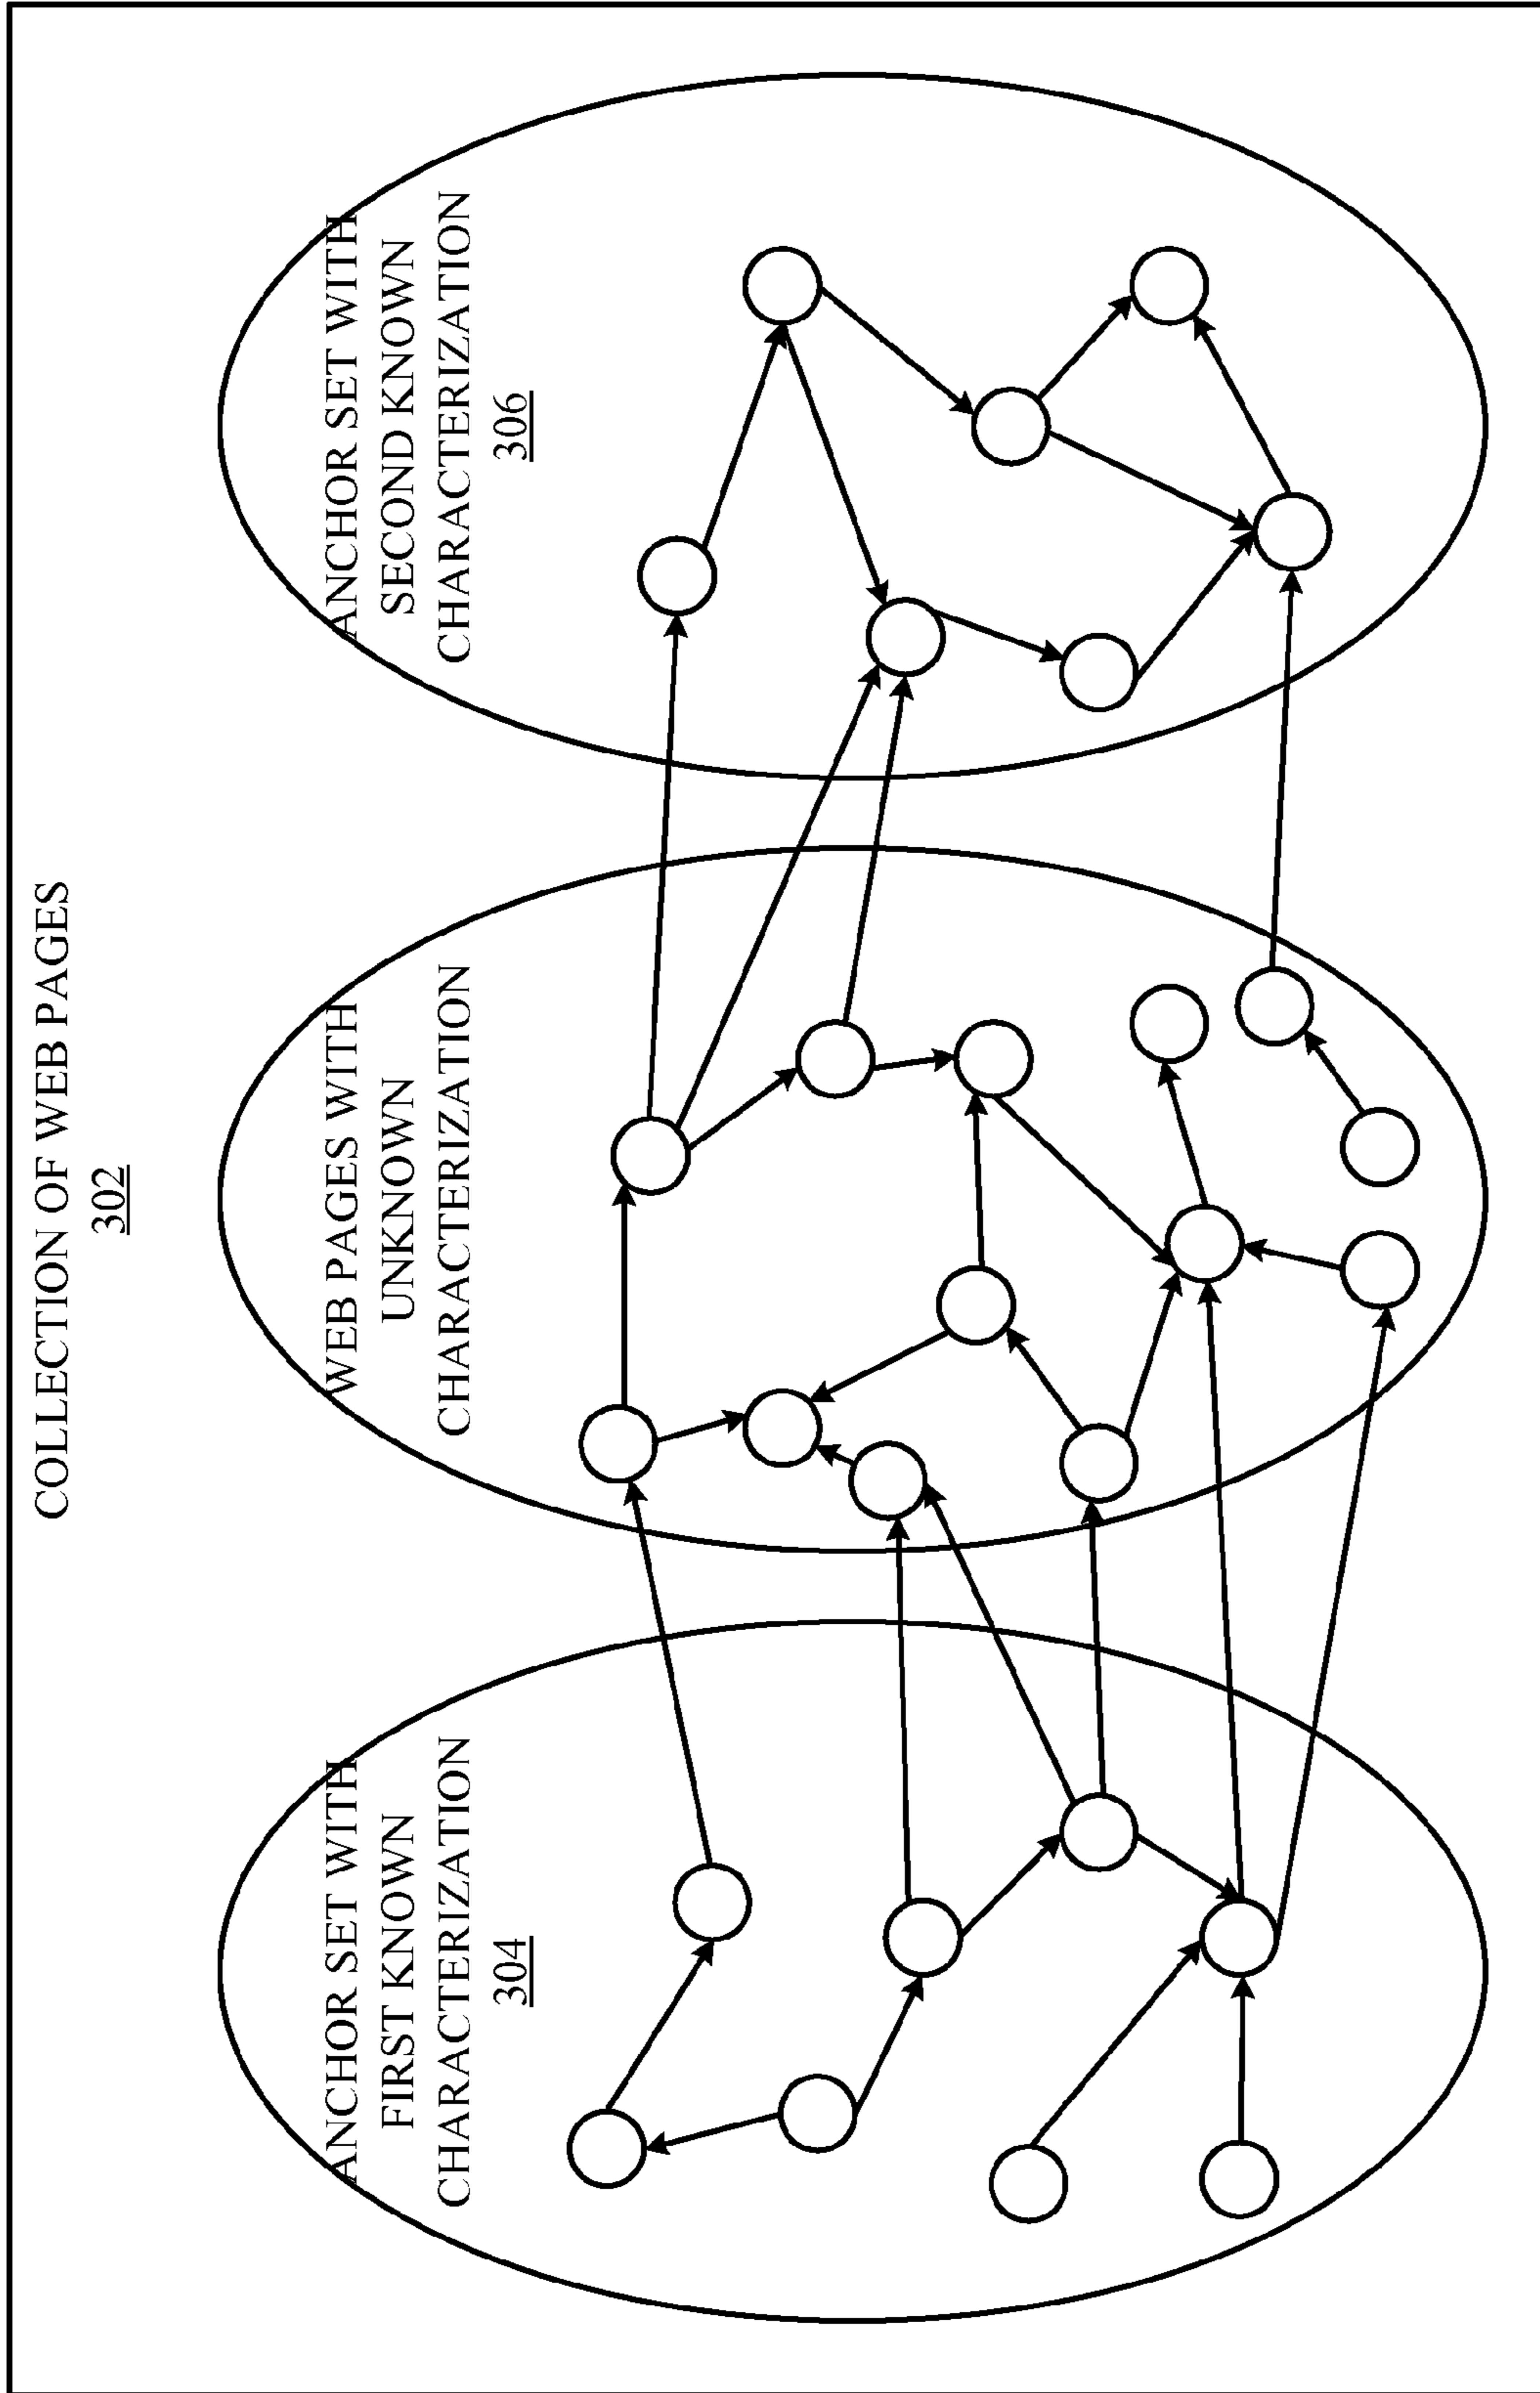 COLLECTION OF WEB PAGES
302
ANCHOR SET WITH
FIRST KNOWN
CHARACTERIZATION
304
WEB PAGES WITH
UNKNOWN
CHARACTERIZATION
ANCHOR SET WITH
SECOND KNOWN
CHARACTERIZATION
306